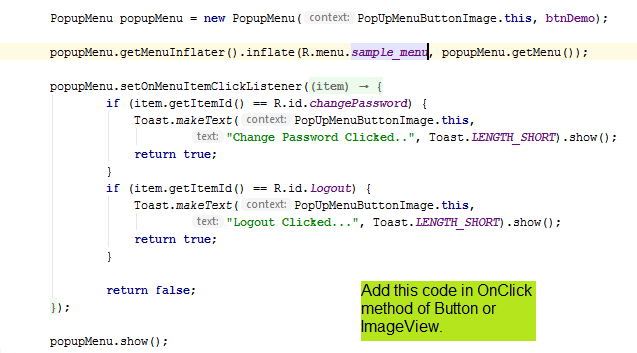 PopupMenu popupMenu = new PopupMenu( context: PopUpMenuButtonImage.this, btnDemo);
popupMenu.getMenuInflater().inflate(R.menu.sample_menu, popupMenu.getMenu());
popupMenu.setOnMenuItemClickListener((item) → {
if (item.getItemId() == R.id.changePassword) {
Toast.makeText( context: PopUpMenuButtonImage.this,
text: "Change Password Clicked..", Toast.LENGTH_SHORT).show();
return true;
}
if (item.getItemId() == R.id.Logout) {
Toast.makeText( context: PopUpMenuButtonImage.this,
text: "Logout Clicked...", Toast.LENGTH_SHORT).show();
return true;
}
return false;
});
popupMenu.show();
Add this code in OnClick
method of Button or
ImageView.